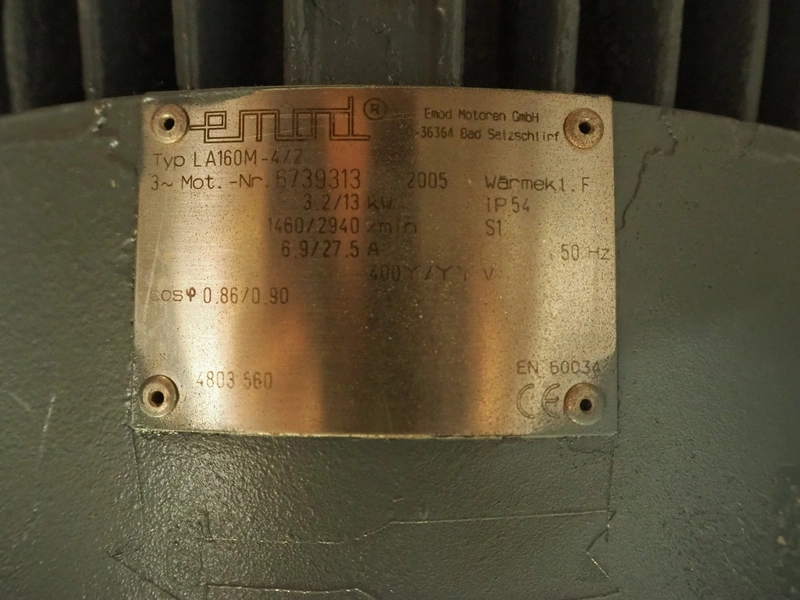 emod ®
Emod Motoren GmbH
-36364 Bad Salzschlirf
Typ LA160M-4/2
3~ Mot.-Nr. 6739313 2005 Wärmekl. F
3.2/13 kW IP 54
1460/2940 /min S1
6.9/27.5 A 50 Hz
400Y/YY V
cosφ 0.86/0.90
4803 560
EN 60034
CE